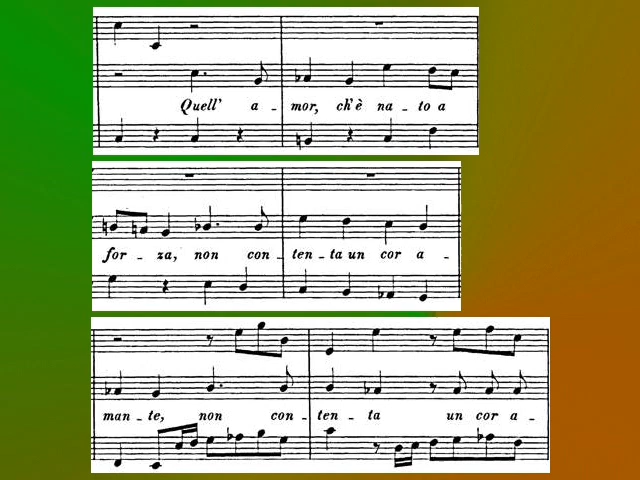 Quell' a - mor, ch'è na - to a
for - za, non con - ten - ta un cor a -
man - te, non con - ten - ta un cor a -